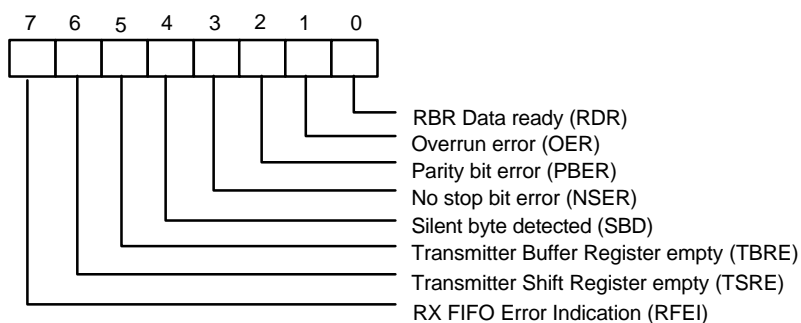 7 6 5 4 3 2 1 0
RBR Data ready (RDR)
Overrun error (OER)
Parity bit error (PBER)
No stop bit error (NSER)
Silent byte detected (SBD)
Transmitter Buffer Register empty (TBRE)
Transmitter Shift Register empty (TSRE)
RX FIFO Error Indication (RFEI)